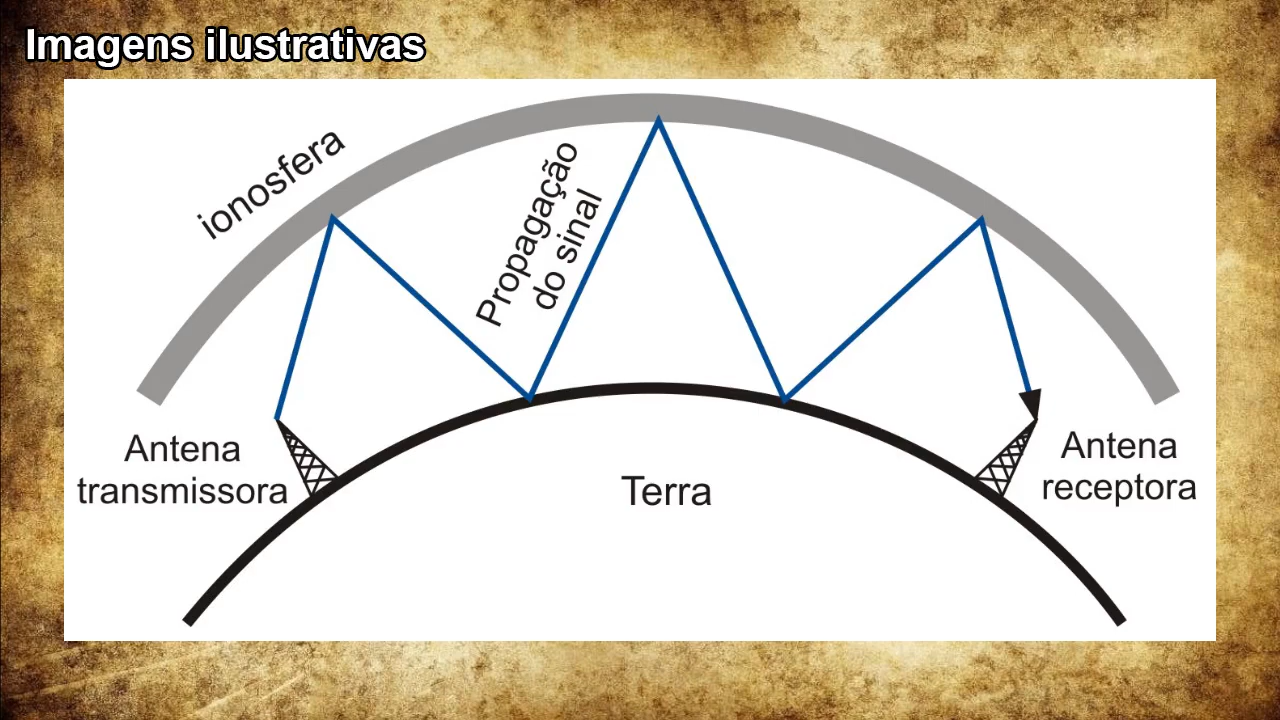 Imagens ilustrativas
ionosfera
Propagação
do sinal
Antena
transmissora
Terra
Antena
receptora